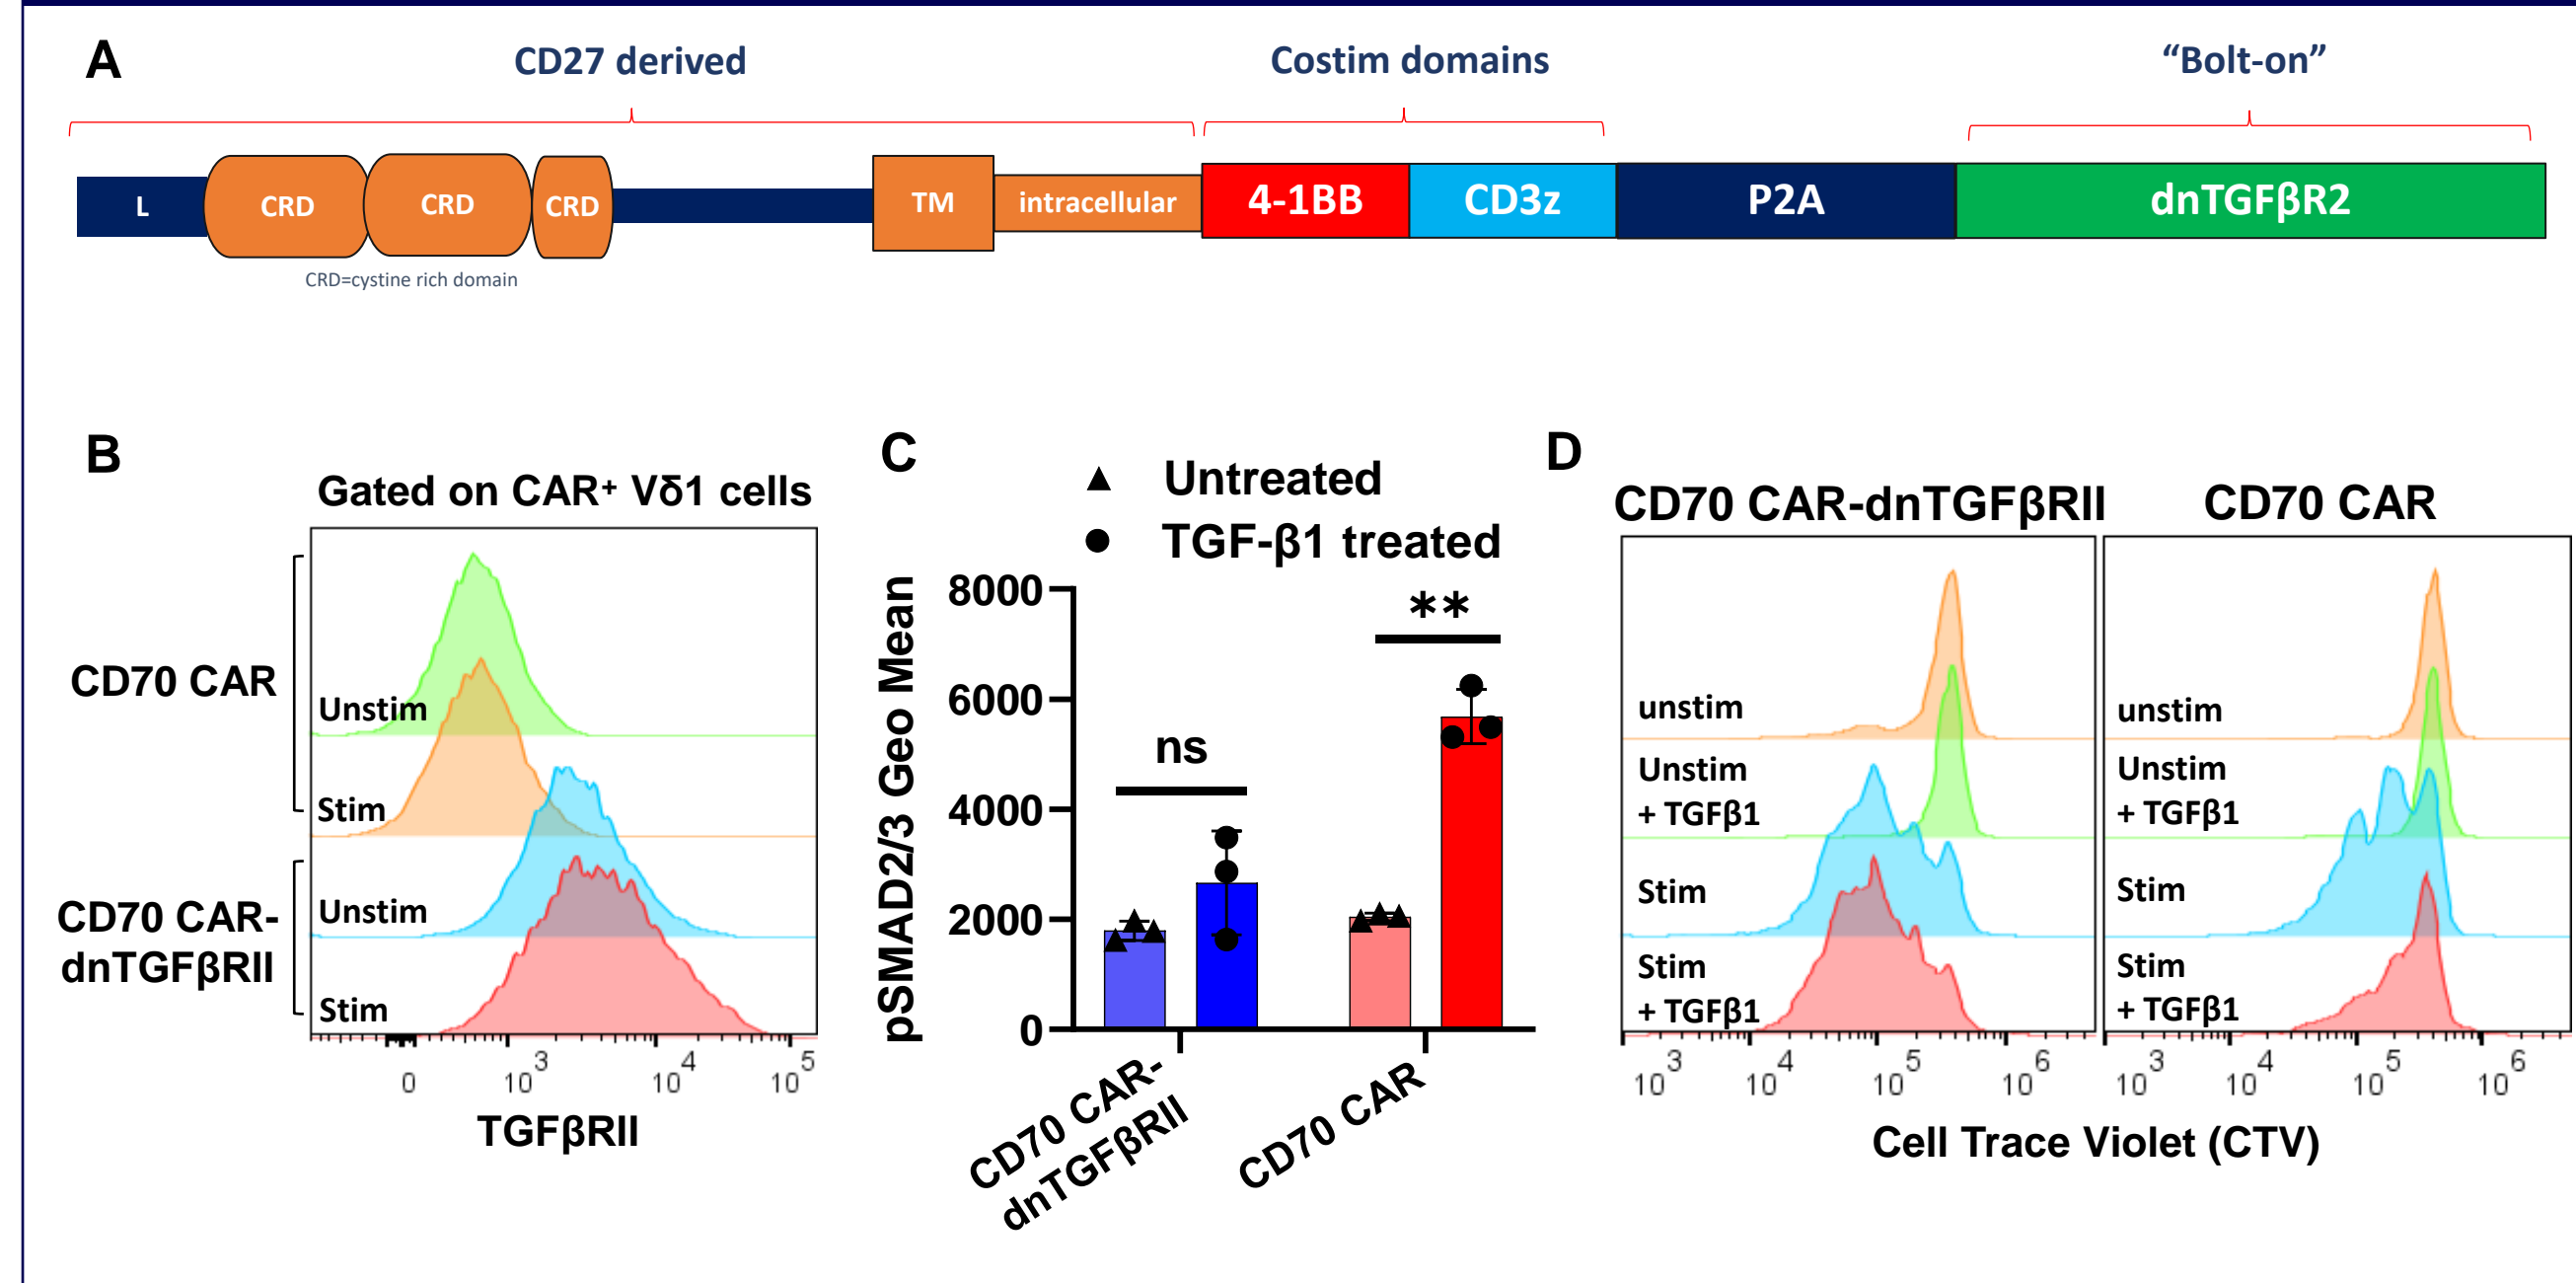 A
CD27 derived
Costim domains
“Bolt-on”
L
CRD
CRD
CRD
TM
intracellular
4-1BB
CD3z
P2A
dnTGFβR2
CRD=cystine rich domain
B
Gated on CAR⁺ Vδ1 cells
CD70 CAR
Unstim
Stim
CD70 CAR-
dnTGFβRII
Unstim
Stim
0 10³ 10⁴ 10⁵
TGFβRII
C
▲ Untreated
● TGF-β1 treated
pSMAD2/3 Geo Mean
8000
6000
4000
2000
0
ns
**
CD70 CAR-
dnTGFβRII
CD70 CAR
D
CD70 CAR-dnTGFβRII
unstim
Unstim
+ TGFβ1
Stim
Stim
+ TGFβ1
10³ 10⁴ 10⁵ 10⁶
CD70 CAR
unstim
Unstim
+ TGFβ1
Stim
Stim
+ TGFβ1
10³ 10⁴ 10⁵ 10⁶
Cell Trace Violet (CTV)